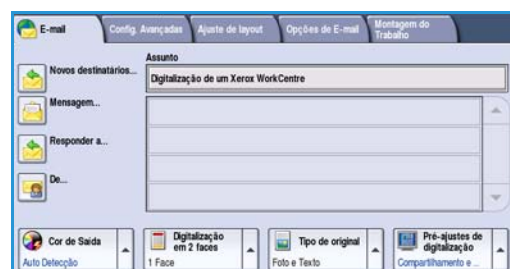 E-mail
Config. Avançadas
Ajuste de layout
Opções de E-mail
Montagem do
Trabalho
Assunto
Novos destinatários...
Digitalização de um Xerox WorkCentre
Mensagem...
Responder a...
De...
Cor de Saída
Auto Detecção
Digitalização
em 2 faces
1 Face
Tipo de original
Foto e Texto
Pré-ajustes de
digitalização
Compartilhamento e ...